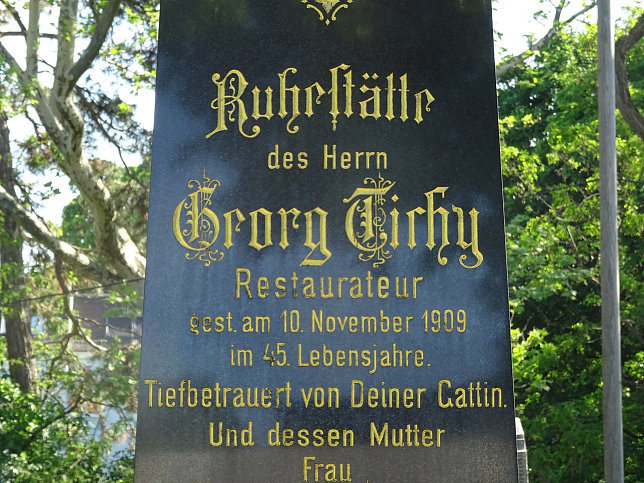 Ruheſtätte
des Herrn
Georg Tichy
Restaurateur
gest. am 10. November 1909
im 45. Lebensjahre.
Tiefbetrauert von Deiner Gattin.
Und dessen Mutter
Frau